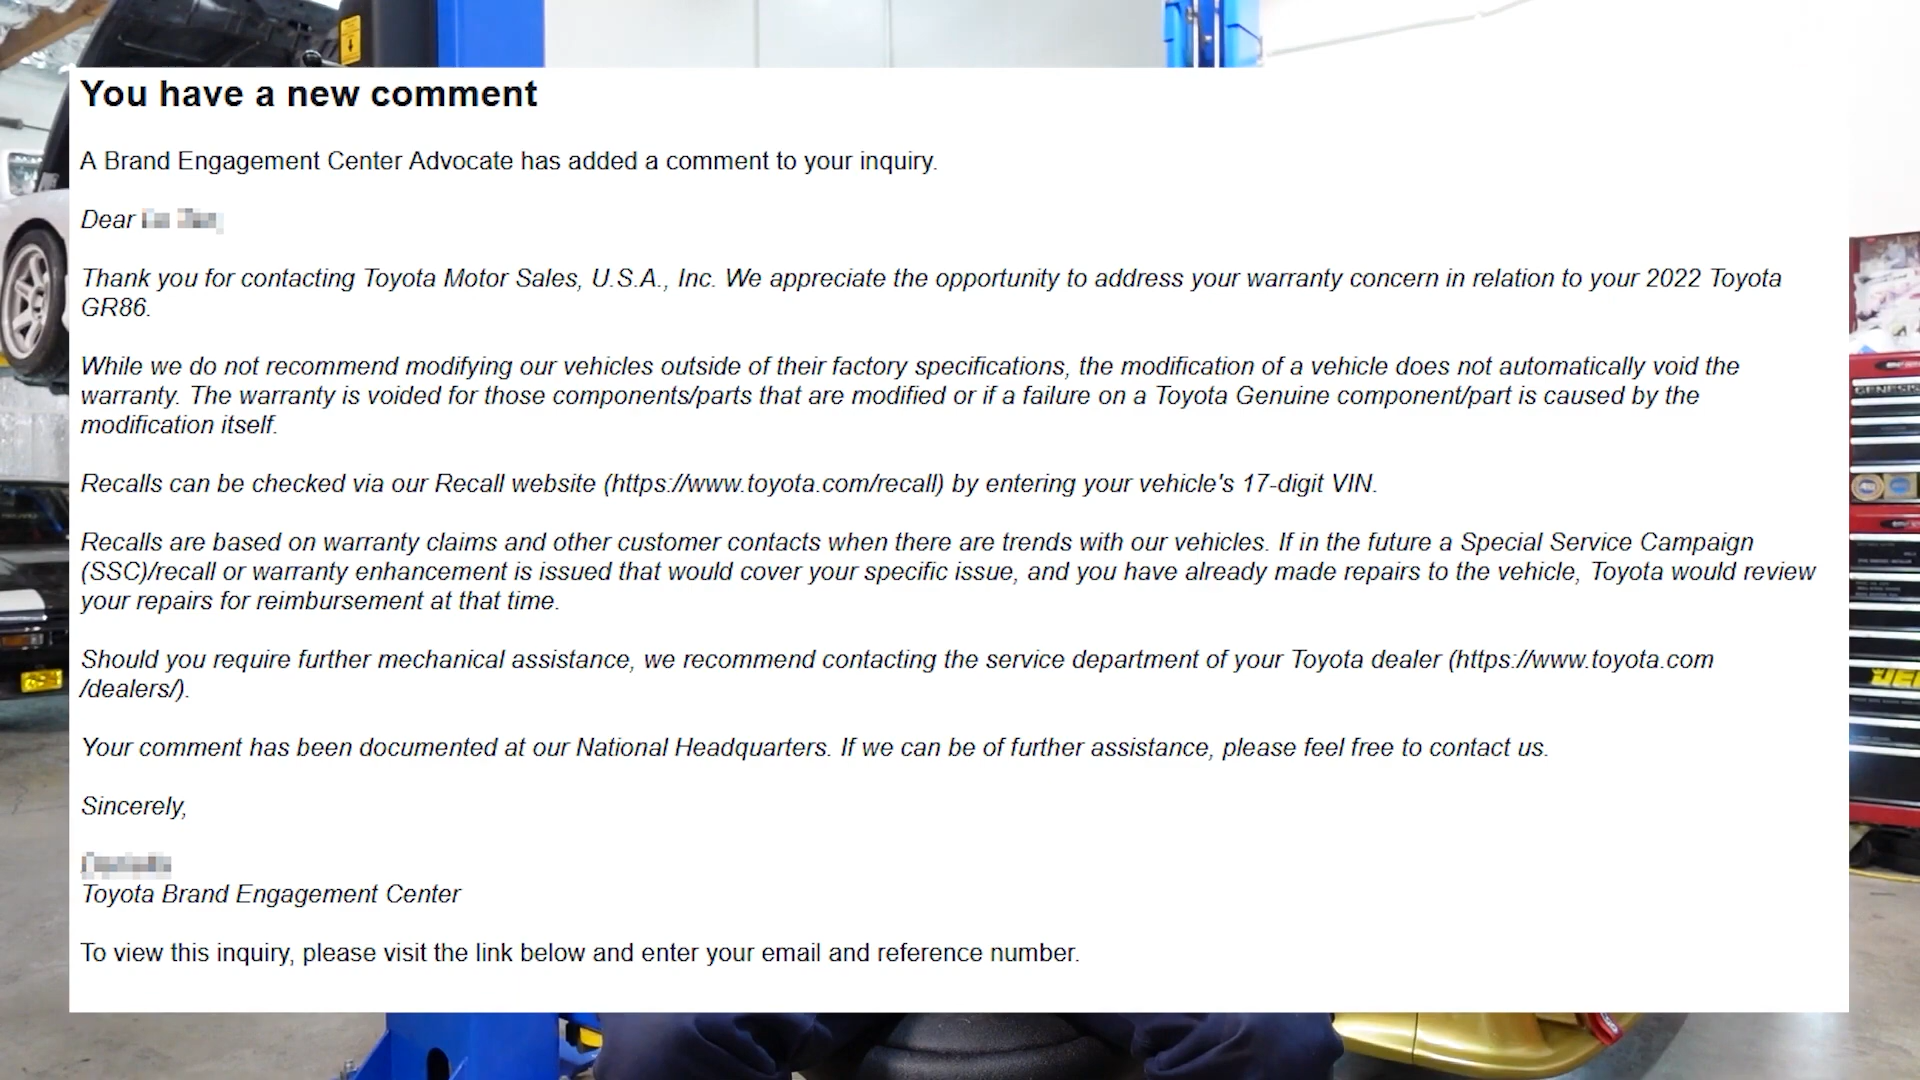 You have a new comment
A Brand Engagement Center Advocate has added a comment to your inquiry.
Dear
Thank you for contacting Toyota Motor Sales, U.S.A., Inc. We appreciate the opportunity to address your warranty concern in relation to your 2022 Toyota
GR86.
While we do not recommend modifying our vehicles outside of their factory specifications, the modification of a vehicle does not automatically void the
warranty. The warranty is voided for those components/parts that are modified or if a failure on a Toyota Genuine component/part is caused by the
modification itself.
Recalls can be checked via our Recall website (https://www.toyota.com/recall) by entering your vehicle's 17-digit VIN.
Recalls are based on warranty claims and other customer contacts when there are trends with our vehicles. If in the future a Special Service Campaign
(SSC)/recall or warranty enhancement is issued that would cover your specific issue, and you have already made repairs to the vehicle, Toyota would review
your repairs for reimbursement at that time.
Should you require further mechanical assistance, we recommend contacting the service department of your Toyota dealer (https://www.toyota.com
/dealers/).
Your comment has been documented at our National Headquarters. If we can be of further assistance, please feel free to contact us.
Sincerely,
Toyota Brand Engagement Center
To view this inquiry, please visit the link below and enter your email and reference number.
GENESIS